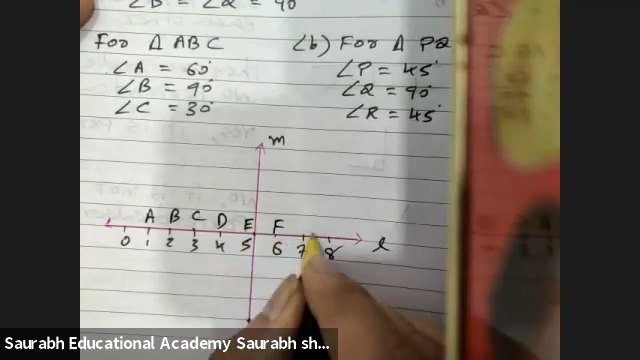 ∠B = ∠Q = 90°
For Δ ABC
∠A = 60°
∠B = 90°
∠C = 30°
(b) For Δ PQ
∠P = 45°
∠Q = 90°
∠R = 45°
m
A B C D E F
0 1 2 3 4 5 6 7 8 l
Saurabh Educational Academy Saurabh sh...